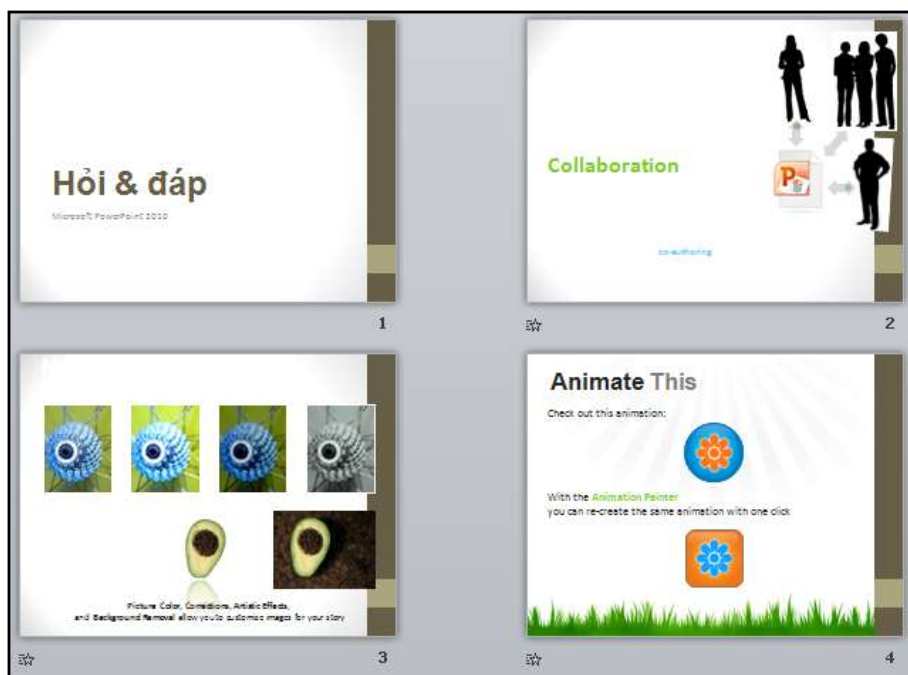 Hỏi & đáp
Microsoft PowerPoint 2010
1
Collaboration
co-authoring
2
Picture Color, Corrections, Artistic Effects,
and Background Removal allow you to customise images for your story
3
Animate This
Check out this animation:
With the Animation Painter
you can re-create the same animation with one click
4